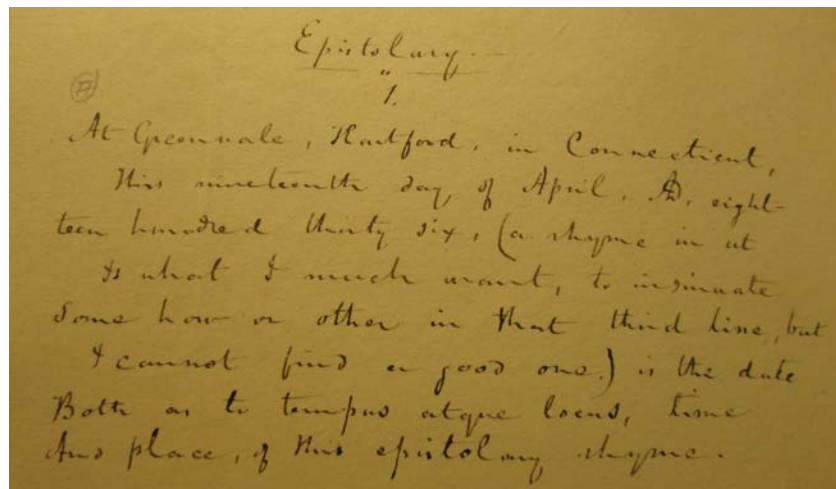 Epistolary.
1.
At Greenvale, Hartford, in Connecticut,
This nineteenth day, of April, AD, eigh-
teen hundred thirty six, (a rhyme in ut
Is what I much want, to insinuate
Some how or other in that third line, but
I cannot find a good one.) is the date
Both as to tempus atque locus, time
And place, of this epistolary rhyme.